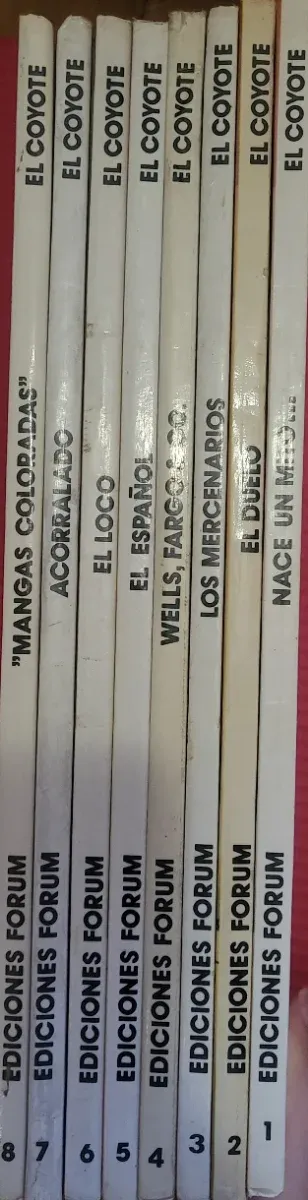 EL COYOTE "MANGAS COLORADAS" EDICIONES FORUM 8
EL COYOTE ACORRALADO EDICIONES FORUM 7
EL COYOTE EL LOCO EDICIONES FORUM 6
EL COYOTE EL ESPAÑOL EDICIONES FORUM 5
EL COYOTE WELLS, FARGO & CO. EDICIONES FORUM 4
EL COYOTE LOS MERCENARIOS EDICIONES FORUM 3
EL COYOTE EL DUELO EDICIONES FORUM 2
EL COYOTE NACE UN MITO... EDICIONES FORUM 1